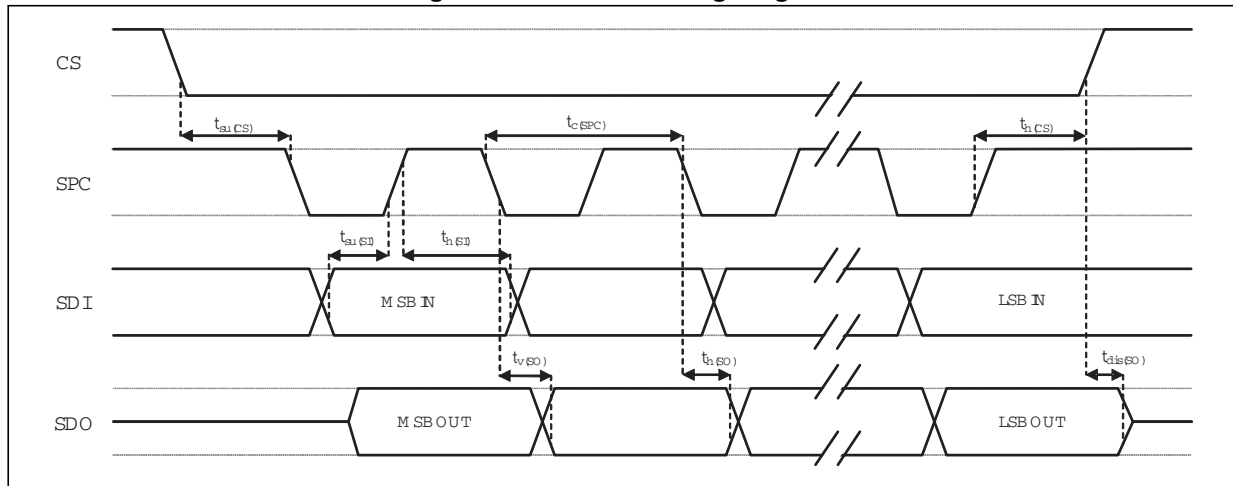 CS
tsu(CS)
tc(SPC)
th(CS)
SPC
tsu(SI)
th(SI)
SDI
MSB IN
LSB IN
tv(SO)
th(SO)
tdis(SO)
SDO
MSB OUT
LSB OUT